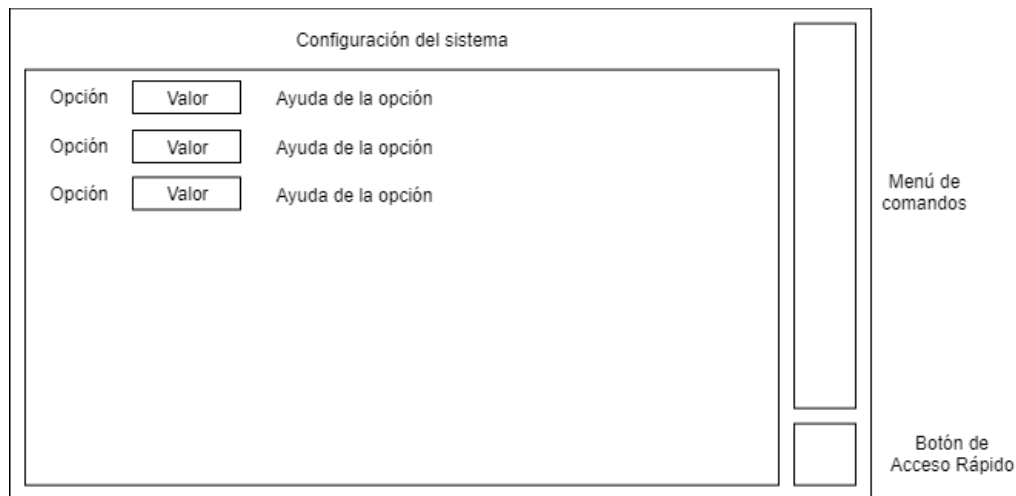 Configuración del sistema
Opción Valor Ayuda de la opción
Opción Valor Ayuda de la opción
Opción Valor Ayuda de la opción
Menú de
comandos
Botón de
Acceso Rápido